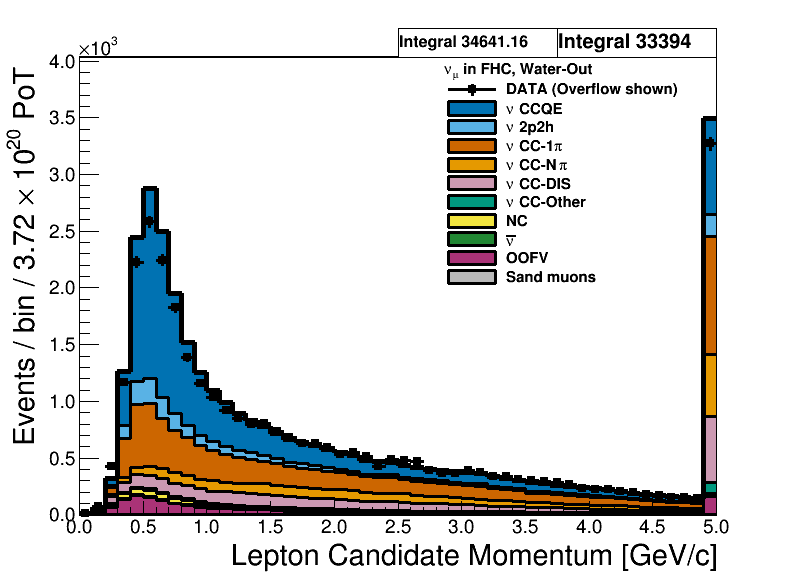 Integral 34641.16
Integral 33394
×10³
ν_μ in FHC, Water-Out
DATA (Overflow shown)
ν CCQE
ν 2p2h
ν CC-1π
ν CC-N π
ν CC-DIS
ν CC-Other
NC
ν̅
OOFV
Sand muons
4.0
3.5
3.0
2.5
2.0
1.5
1.0
0.5
0.0
Events / bin / 3.72 × 10²⁰ PoT
0.0 0.5 1.0 1.5 2.0 2.5 3.0 3.5 4.0 4.5 5.0
Lepton Candidate Momentum [GeV/c]